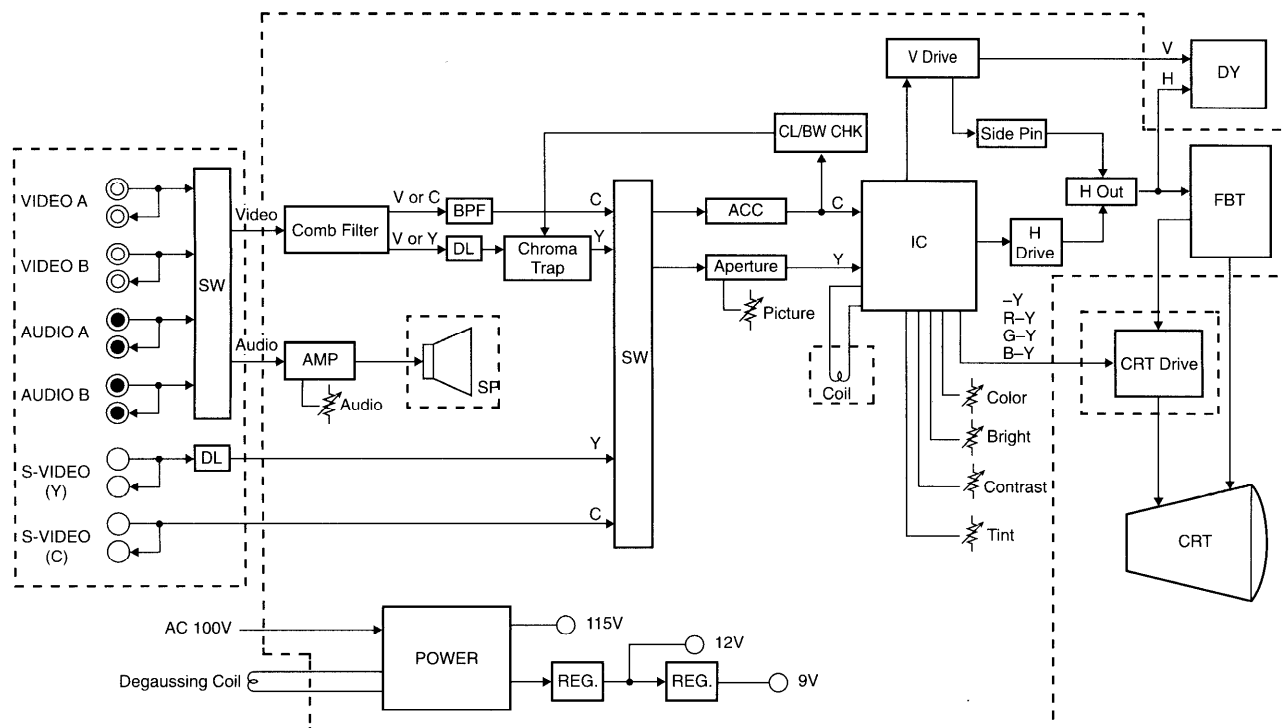 V Drive
V
H
DY
CL/BW CHK
Side Pin
H Out
FBT
VIDEO A
VIDEO B
AUDIO A
AUDIO B
S-VIDEO
(Y)
S-VIDEO
(C)
SW
DL
Video
Audio
Comb Filter
V or C
V or Y
BPF
DL
Chroma
Trap
C
Y
AMP
Audio
SP
Y
C
SW
ACC
Aperture
Picture
C
Y
IC
H
Drive
Coil
–Y
R–Y
G–Y
B–Y
CRT Drive
Color
Bright
Contrast
Tint
CRT
AC 100V
Degaussing Coil
POWER
115V
12V
REG.
REG.
9V